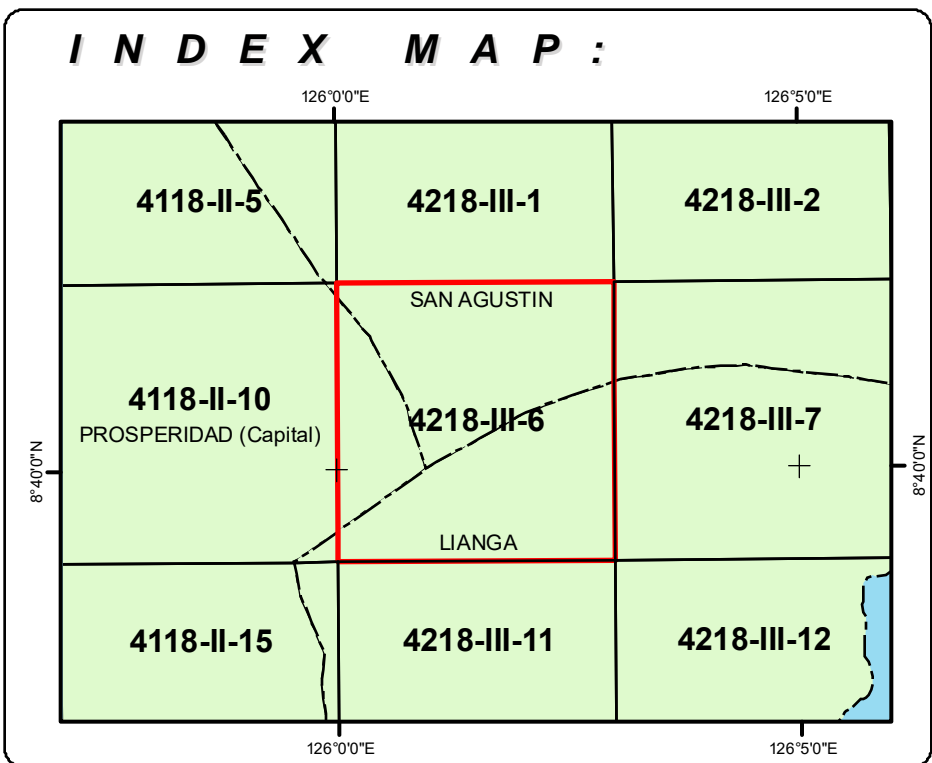 INDEX MAP:
126°0'0"E
126°5'0"E
4118-II-5
4218-III-1
4218-III-2
SAN AGUSTIN
4118-II-10
PROSPERIDAD (Capital)
4218-III-6
4218-III-7
8°40'0"N
8°40'0"N
LIANGA
4118-II-15
4218-III-11
4218-III-12
126°0'0"E
126°5'0"E